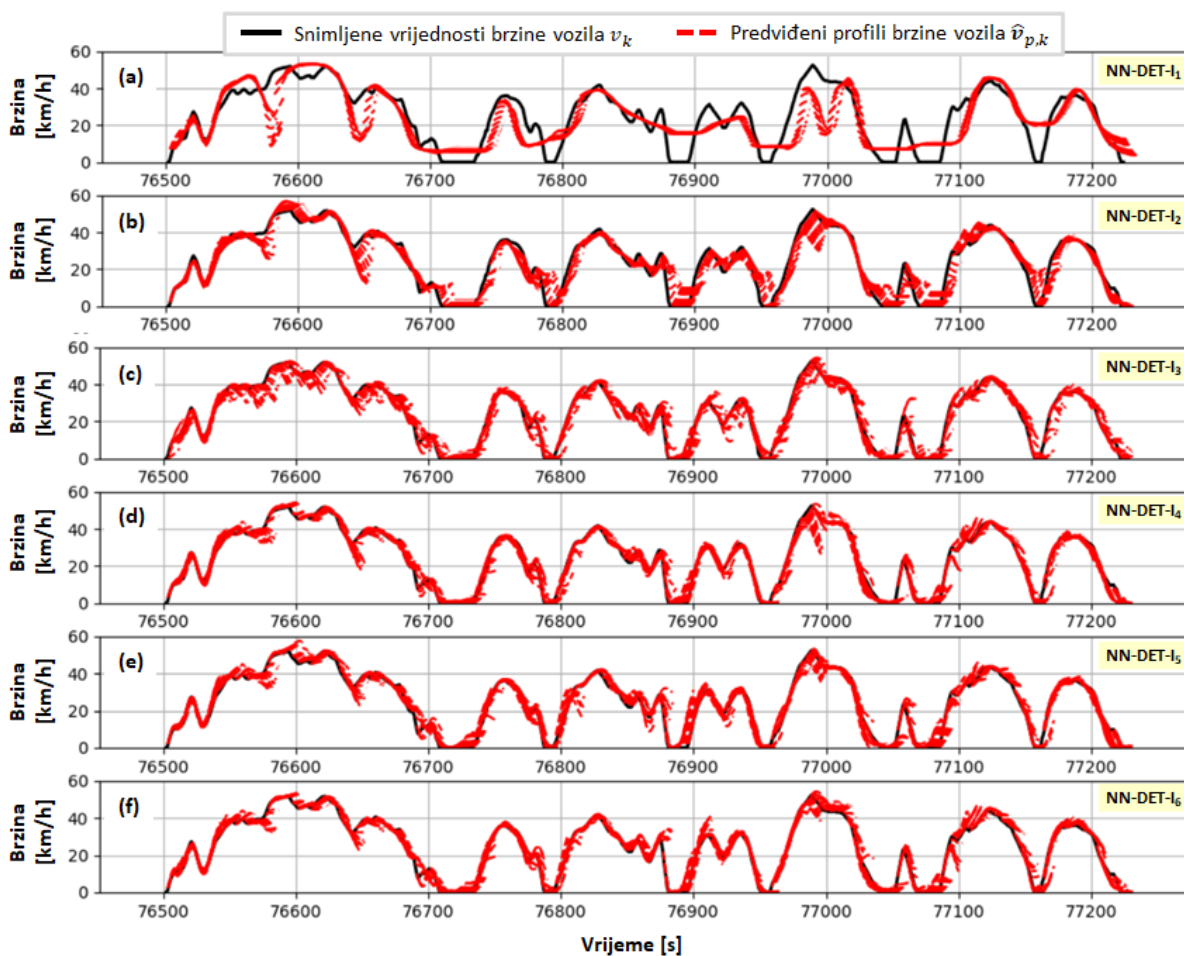 Snimljene vrijednosti brzine vozila vₖ Predviđeni profili brzine vozila v̂ₚ,ₖ
Brzina
[km/h]
60
40
20
0
(a)
NN-DET-I₁
76500 76600 76700 76800 76900 77000 77100 77200
Brzina
[km/h]
60
40
20
0
(b)
NN-DET-I₂
76500 76600 76700 76800 76900 77000 77100 77200
Brzina
[km/h]
60
40
20
0
(c)
NN-DET-I₃
76500 76600 76700 76800 76900 77000 77100 77200
Brzina
[km/h]
60
40
20
0
(d)
NN-DET-I₄
76500 76600 76700 76800 76900 77000 77100 77200
Brzina
[km/h]
60
40
20
0
(e)
NN-DET-I₅
76500 76600 76700 76800 76900 77000 77100 77200
Brzina
[km/h]
60
40
20
0
(f)
NN-DET-I₆
76500 76600 76700 76800 76900 77000 77100 77200
Vrijeme [s]